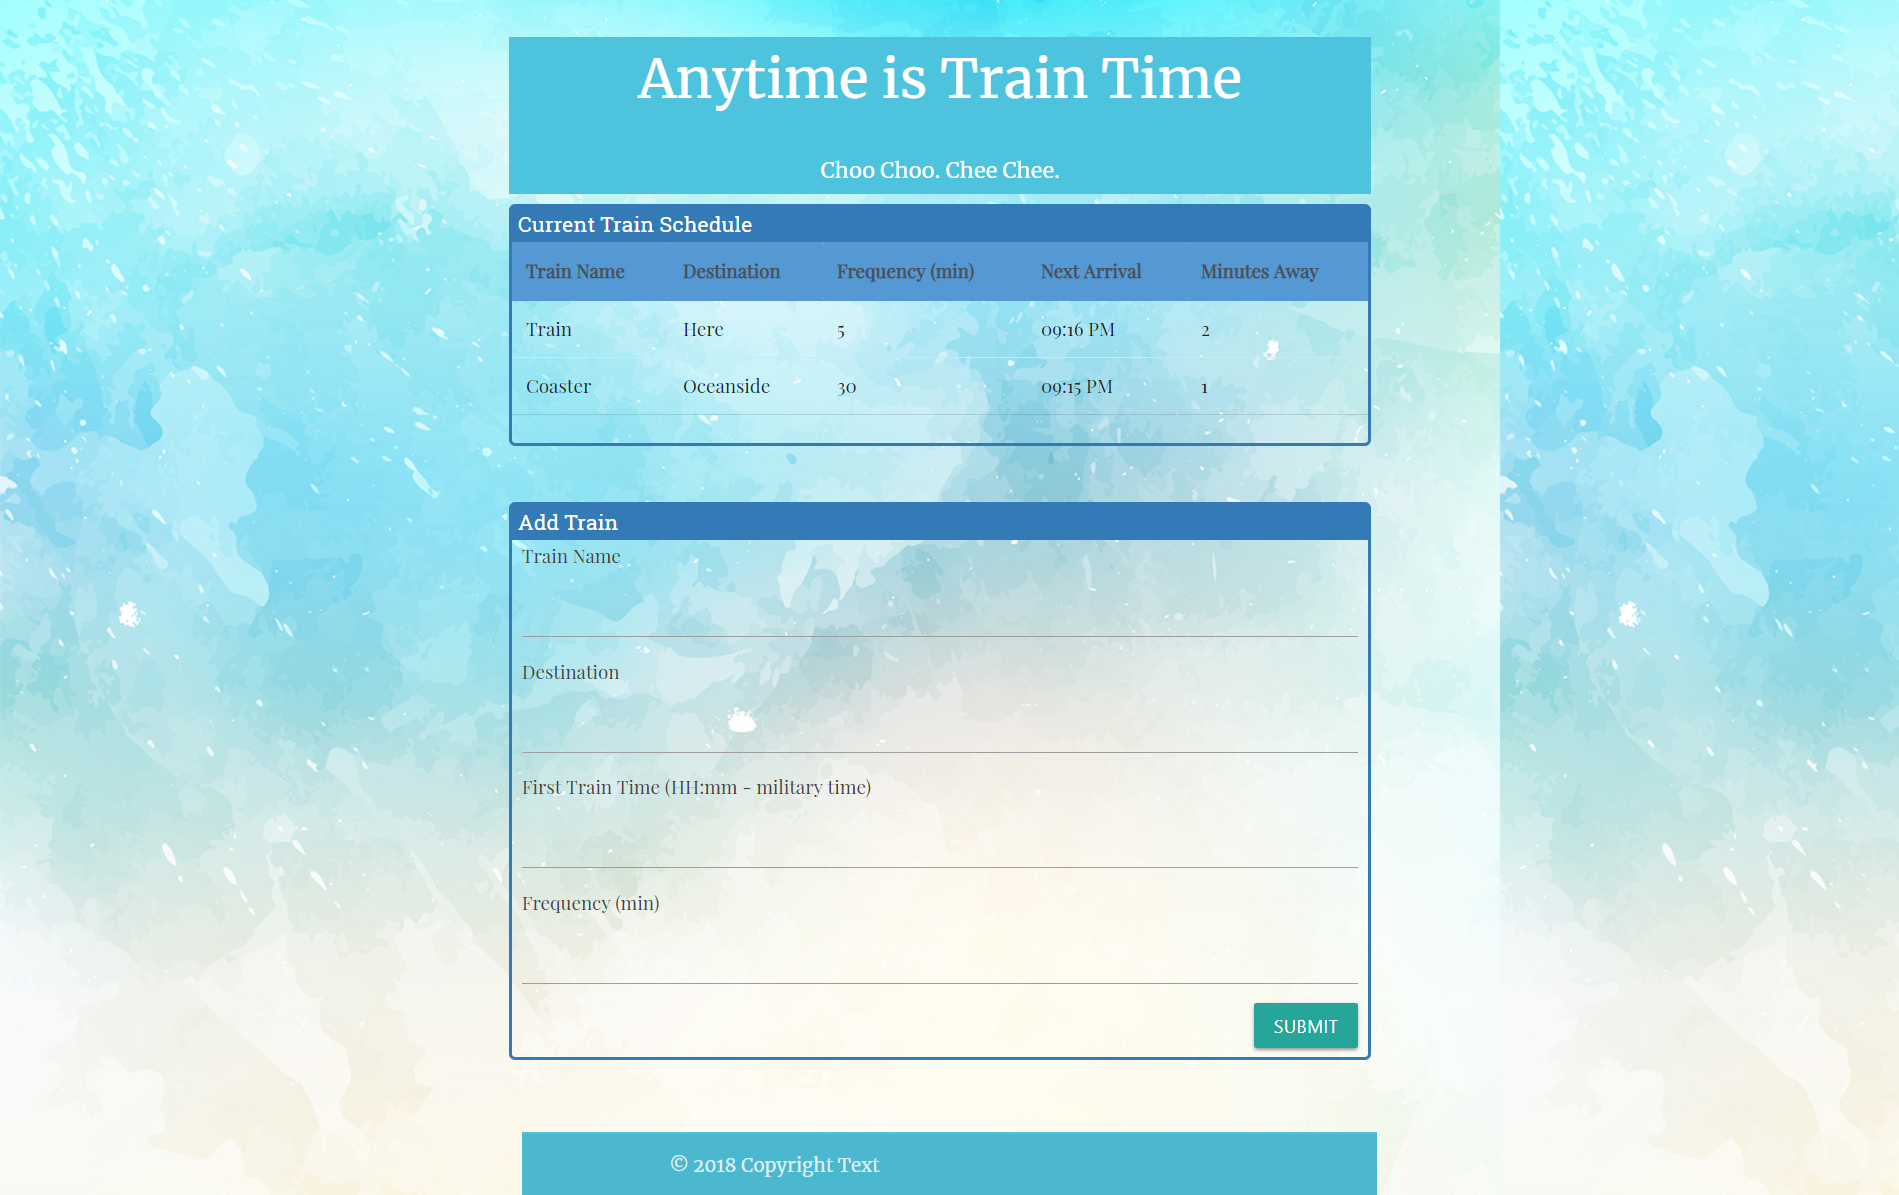 Anytime is Train Time
Choo Choo. Chee Chee.
Current Train Schedule
Train Name Destination Frequency (min) Next Arrival Minutes Away
Train Here 5 09:16 PM 2
Coaster Oceanside 30 09:15 PM 1
Add Train
Train Name
Destination
First Train Time (HH:mm - military time)
Frequency (min)
SUBMIT
© 2018 Copyright Text